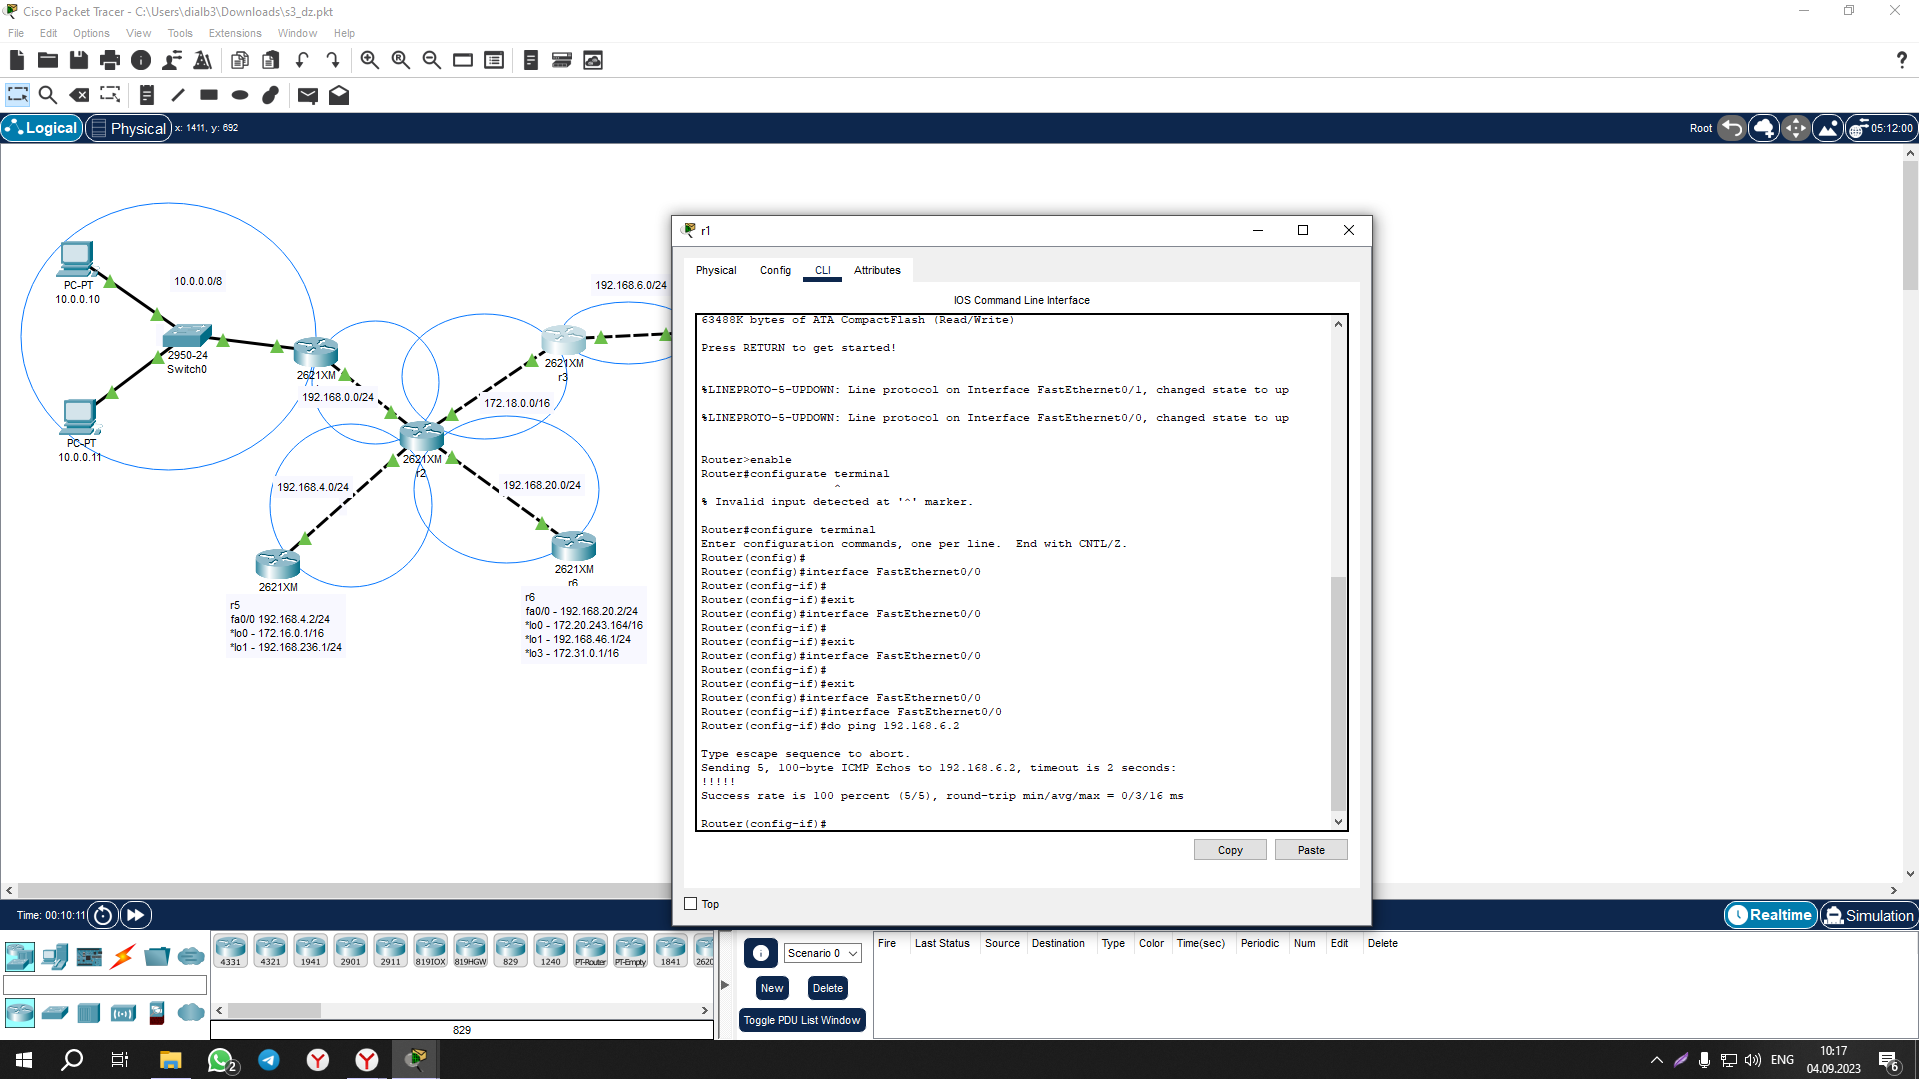 Cisco Packet Tracer - C:\Users\dialb3\Downloads\s3_dz.pkt
File Edit Options View Tools Extensions Window Help
Logical Physical x: 1411, y: 692 Root 05:12:00
10.0.0.0/8
PC-PT
10.0.0.10
2950-24
Switch0
PC-PT
10.0.0.11
2621XM
192.168.0.0/24
192.168.6.0/24
2621XM
r3
172.18.0.0/16
2621XM
r2
192.168.4.0/24
192.168.20.0/24
2621XM
2621XM
r6
r5
fa0/0 192.168.4.2/24
*lo0 - 172.16.0.1/16
*lo1 - 192.168.236.1/24
r6
fa0/0 - 192.168.20.2/24
*lo0 - 172.20.243.164/16
*lo1 - 192.168.46.1/24
*lo3 - 172.31.0.1/16
r1
Physical Config CLI Attributes
IOS Command Line Interface
63488K bytes of ATA CompactFlash (Read/Write)
Press RETURN to get started!
%LINEPROTO-5-UPDOWN: Line protocol on Interface FastEthernet0/1, changed state to up
%LINEPROTO-5-UPDOWN: Line protocol on Interface FastEthernet0/0, changed state to up
Router>enable
Router#configurate terminal
^
% Invalid input detected at '^' marker.
Router#configure terminal
Enter configuration commands, one per line.  End with CNTL/Z.
Router(config)#
Router(config)#interface FastEthernet0/0
Router(config-if)#
Router(config-if)#exit
Router(config)#interface FastEthernet0/0
Router(config-if)#
Router(config-if)#exit
Router(config)#interface FastEthernet0/0
Router(config-if)#
Router(config-if)#exit
Router(config)#interface FastEthernet0/0
Router(config-if)#interface FastEthernet0/0
Router(config-if)#do ping 192.168.6.2
Type escape sequence to abort.
Sending 5, 100-byte ICMP Echos to 192.168.6.2, timeout is 2 seconds:
!!!!!
Success rate is 100 percent (5/5), round-trip min/avg/max = 0/3/16 ms
Router(config-if)#
Copy Paste
Top
Time: 00:10:11 Realtime Simulation
4331 4321 1941 2901 2911 819IOX 819HGW 829 1240 PT-Router PT-Empty 1841 2620
829
Scenario 0
New Delete
Toggle PDU List Window
Fire Last Status Source Destination Type Color Time(sec) Periodic Num Edit Delete
2
ENG
10:17
04.09.2023
6